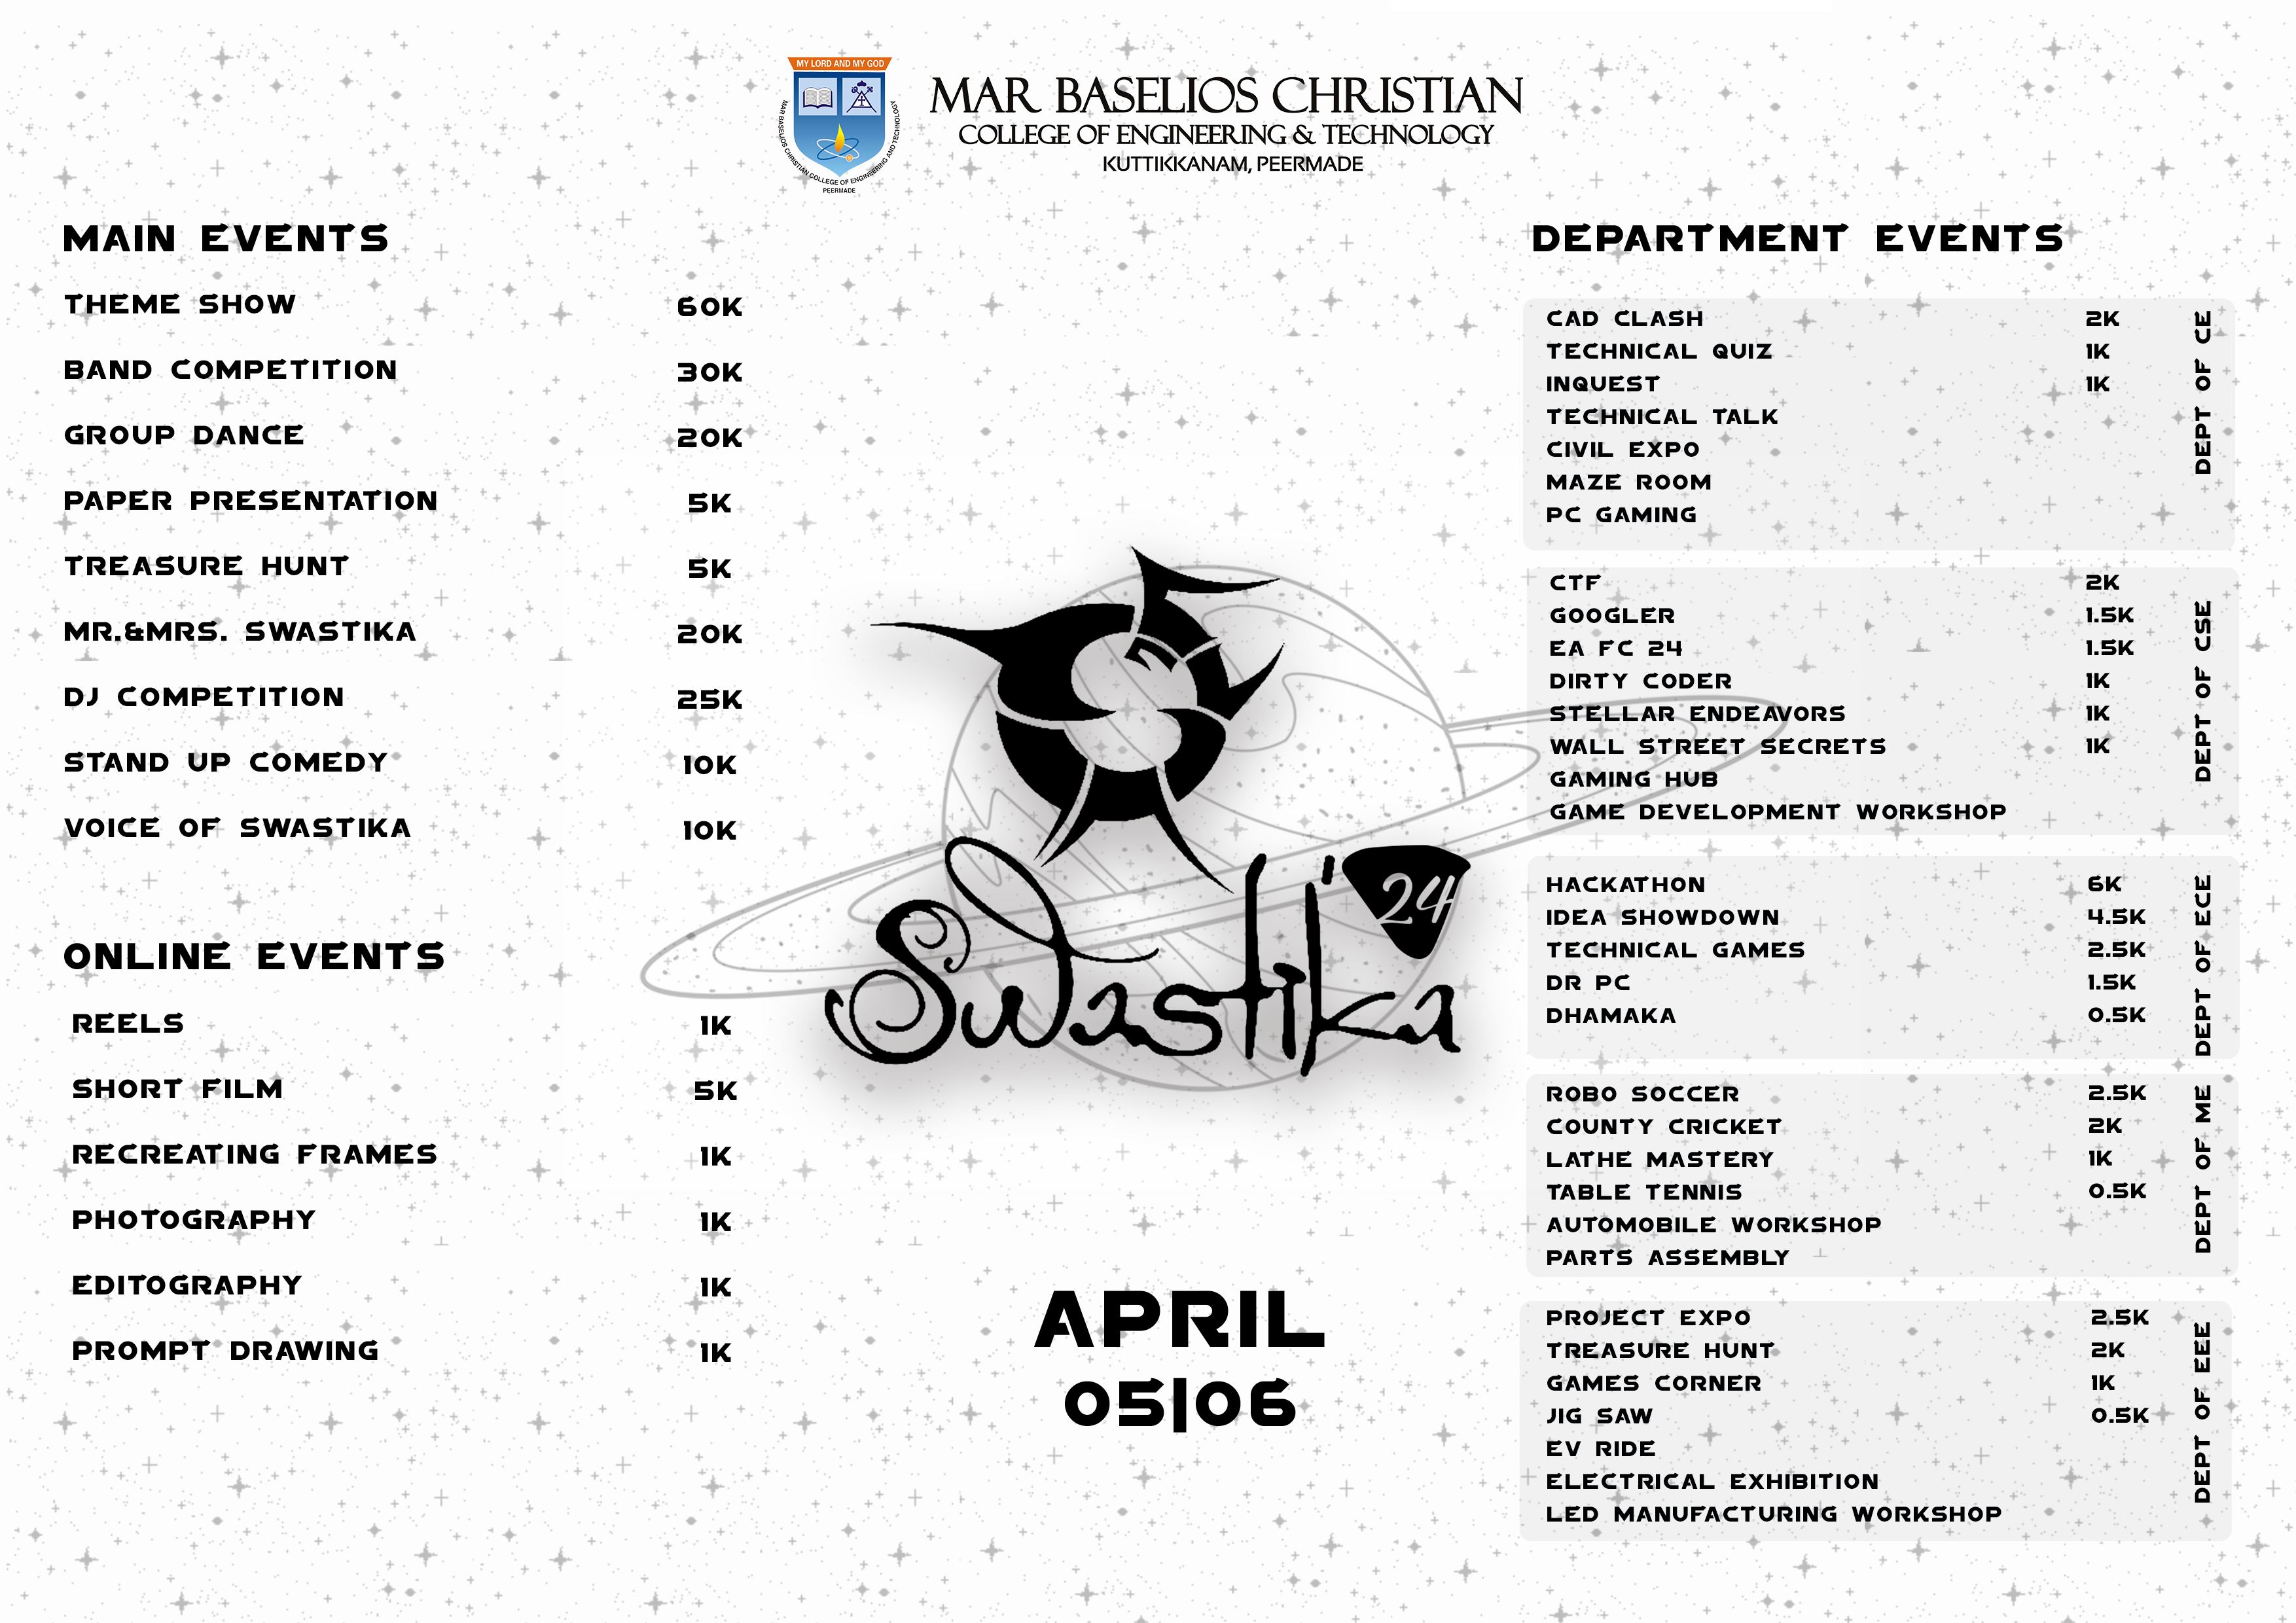 MY LORD AND MY GOD
MAR BASELIOS CHRISTIAN COLLEGE OF ENGINEERING AND TECHNOLOGY
PEERMADE
MAR BASELIOS CHRISTIAN
COLLEGE OF ENGINEERING & TECHNOLOGY
KUTTIKKANAM, PEERMADE
MAIN EVENTS
THEME SHOW 60K
BAND COMPETITION 30K
GROUP DANCE 20K
PAPER PRESENTATION 5K
TREASURE HUNT 5K
MR.&MRS. SWASTIKA 20K
DJ COMPETITION 25K
STAND UP COMEDY 10K
VOICE OF SWASTIKA 10K
ONLINE EVENTS
REELS 1K
SHORT FILM 5K
RECREATING FRAMES 1K
PHOTOGRAPHY 1K
EDITOGRAPHY 1K
PROMPT DRAWING 1K
Swastika '24
APRIL
05|06
DEPARTMENT EVENTS
DEPT OF CE
CAD CLASH 2K
TECHNICAL QUIZ 1K
INQUEST 1K
TECHNICAL TALK
CIVIL EXPO
MAZE ROOM
PC GAMING
DEPT OF CSE
CTF 2K
GOOGLER 1.5K
EA FC 24 1.5K
DIRTY CODER 1K
STELLAR ENDEAVORS 1K
WALL STREET SECRETS 1K
GAMING HUB
GAME DEVELOPMENT WORKSHOP
DEPT OF ECE
HACKATHON 6K
IDEA SHOWDOWN 4.5K
TECHNICAL GAMES 2.5K
DR PC 1.5K
DHAMAKA 0.5K
DEPT OF ME
ROBO SOCCER 2.5K
COUNTY CRICKET 2K
LATHE MASTERY 1K
TABLE TENNIS 0.5K
AUTOMOBILE WORKSHOP
PARTS ASSEMBLY
DEPT OF EEE
PROJECT EXPO 2.5K
TREASURE HUNT 2K
GAMES CORNER 1K
JIG SAW 0.5K
EV RIDE
ELECTRICAL EXHIBITION
LED MANUFACTURING WORKSHOP